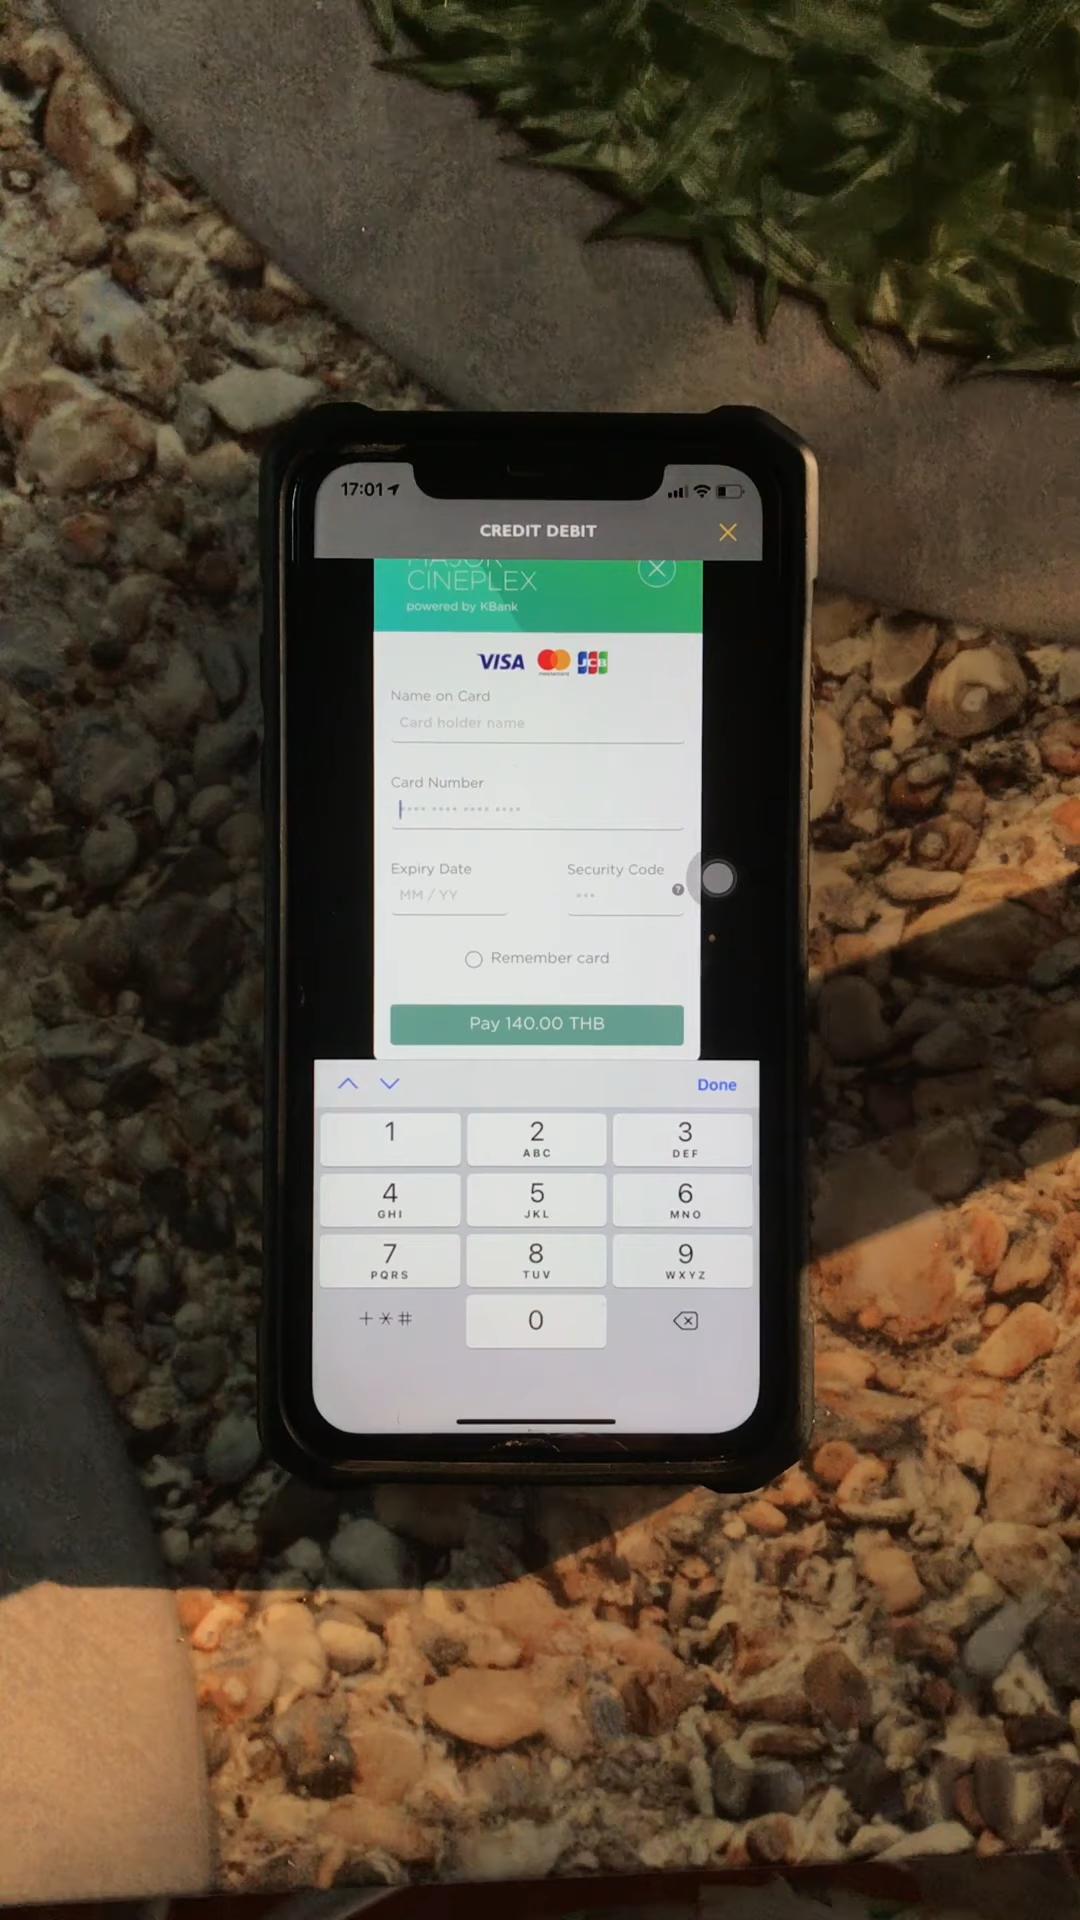 17:01
CREDIT DEBIT
MAJOR
CINEPLEX
powered by KBank
VISA
mastercard
JCB
Name on Card
Card holder name
Card Number
•••• •••• •••• ••••
Expiry Date
Security Code
MM / YY
•••
?
Remember card
Pay 140.00 THB
Done
1
2
ABC
3
DEF
4
GHI
5
JKL
6
MNO
7
PQRS
8
TUV
9
WXYZ
+*#
0